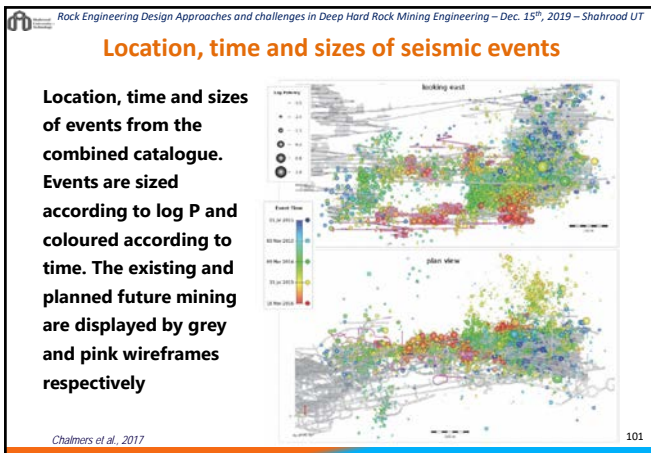 Rock Engineering Design Approaches and challenges in Deep Hard Rock Mining Engineering – Dec. 15th, 2019 – Shahrood UT
Location, time and sizes of seismic events
Location, time and sizes
of events from the
combined catalogue.
Events are sized
according to log P and
coloured according to
time. The existing and
planned future mining
are displayed by grey
and pink wireframes
respectively
looking east
Log Potency
Event Time
plan view
Chalmers et al., 2017
101